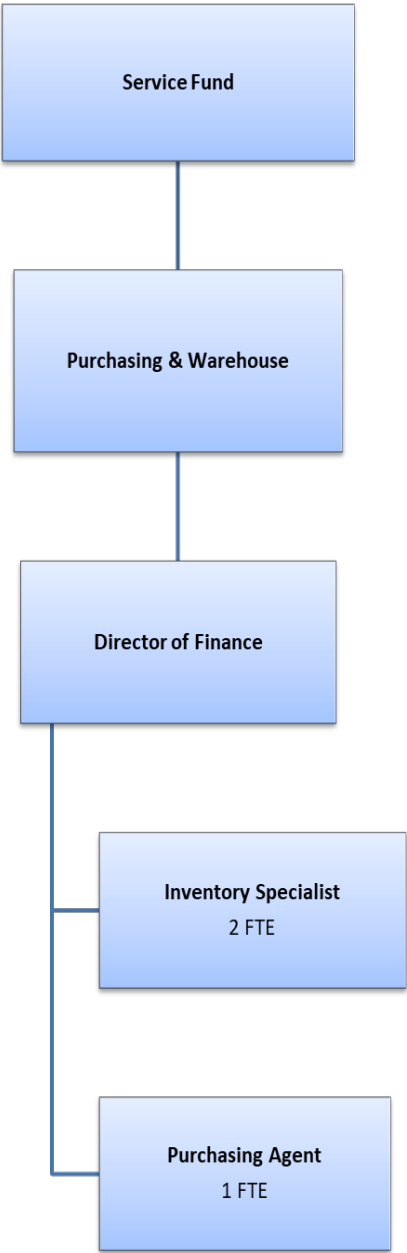 Service Fund
Purchasing & Warehouse
Director of Finance
Inventory Specialist
2 FTE
Purchasing Agent
1 FTE